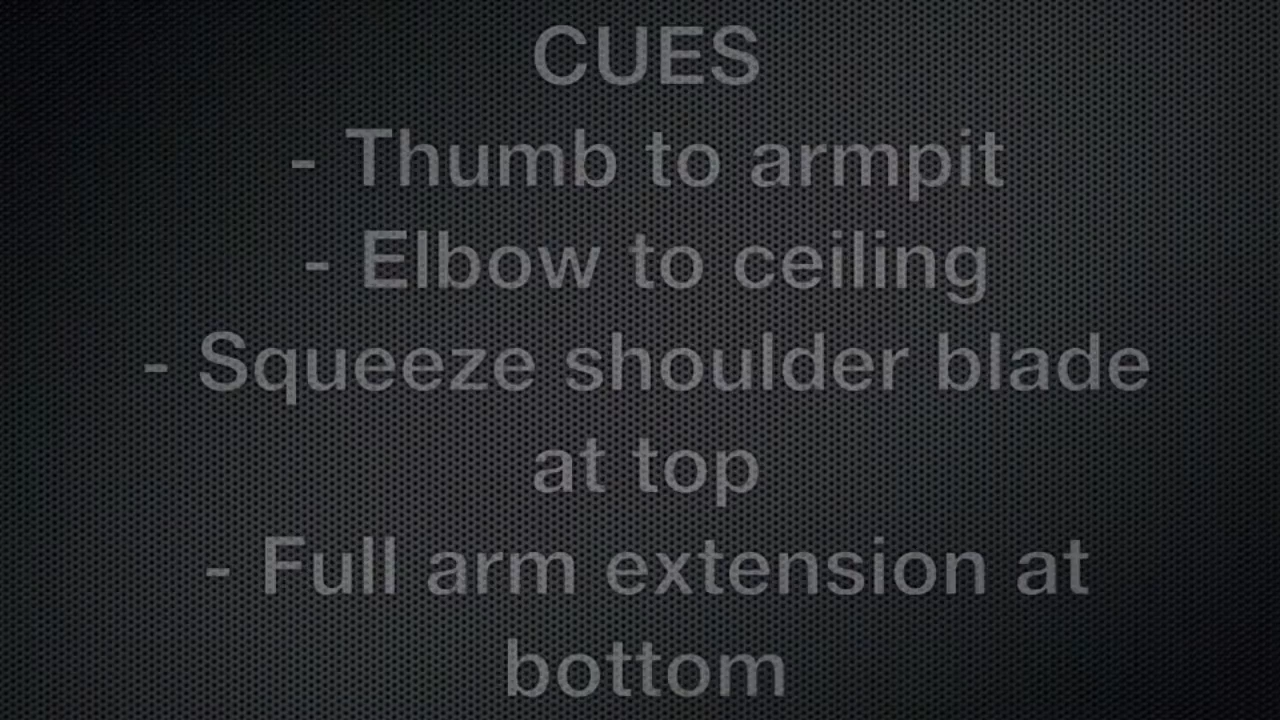 CUES
- Thumb to armpit
- Elbow to ceiling
- Squeeze shoulder blade
at top
- Full arm extension at
bottom